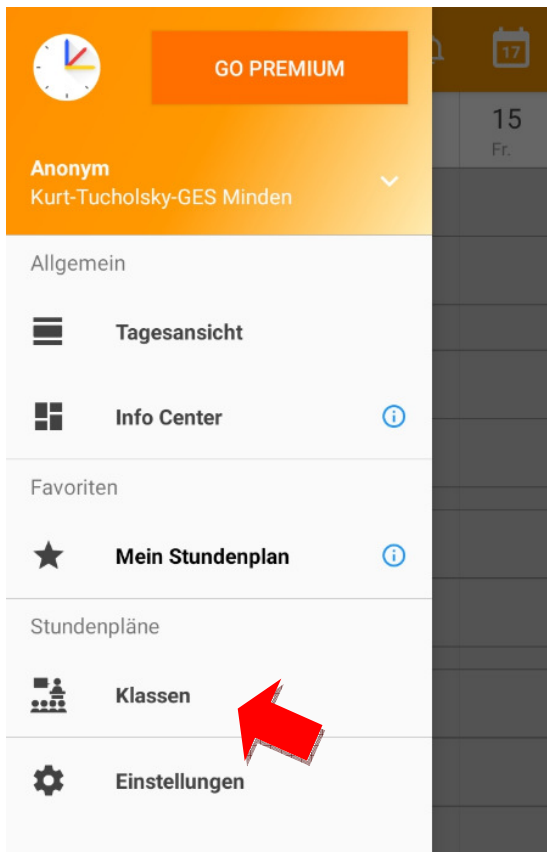 GO PREMIUM
17
15
Fr.
Anonym
Kurt-Tucholsky-GES Minden
Allgemein
Tagesansicht
Info Center
Favoriten
Mein Stundenplan
Stundenpläne
Klassen
Einstellungen